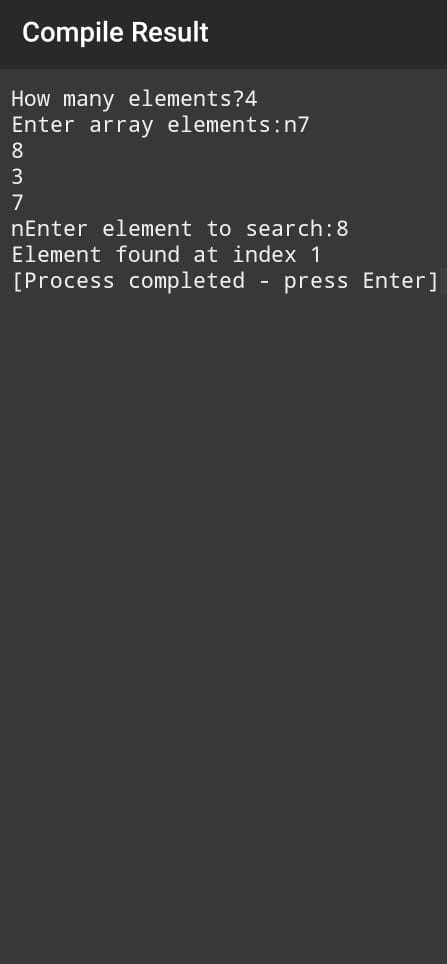 Compile Result
How many elements?4
Enter array elements:n7
8
3
7
nEnter element to search:8
Element found at index 1
[Process completed - press Enter]